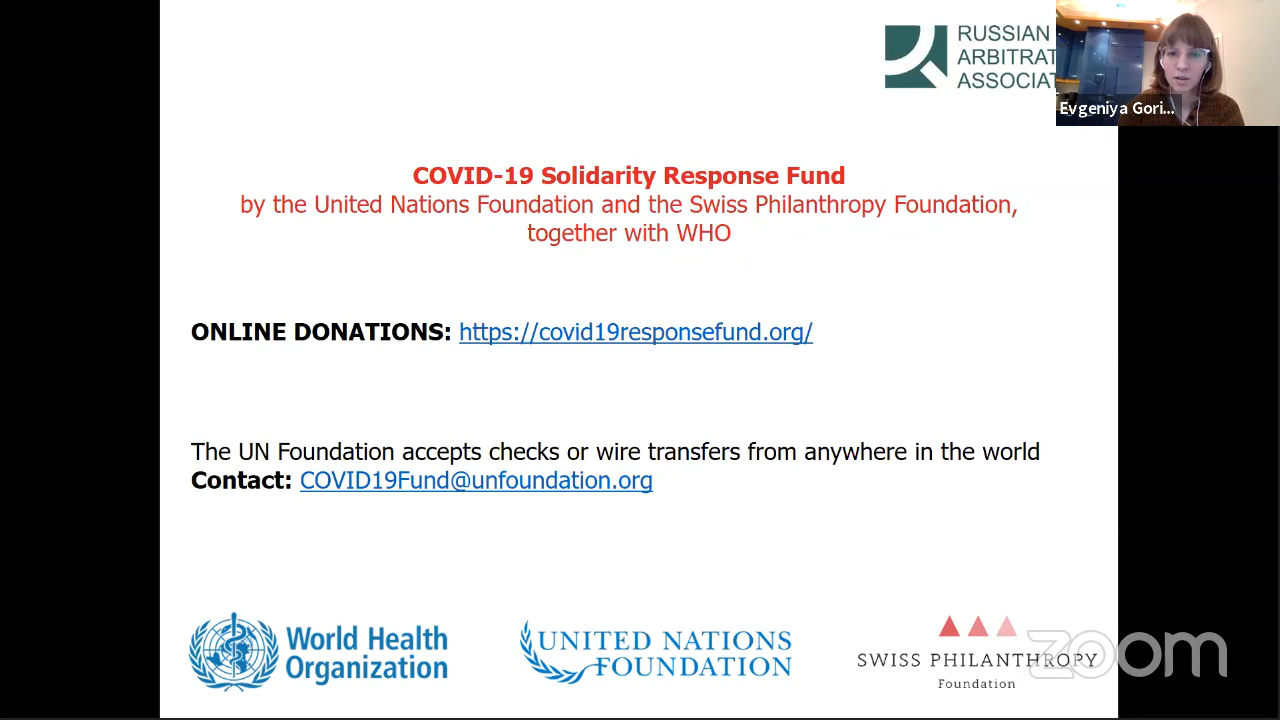 RUSSIAN
ARBITRAT
ASSOCIA
Evgeniya Gori...
COVID-19 Solidarity Response Fund
by the United Nations Foundation and the Swiss Philanthropy Foundation,
together with WHO
ONLINE DONATIONS: https://covid19responsefund.org/
The UN Foundation accepts checks or wire transfers from anywhere in the world
Contact: COVID19Fund@unfoundation.org
World Health
Organization
UNITED NATIONS
FOUNDATION
SWISS PHILANTHROPY
Foundation
zoom